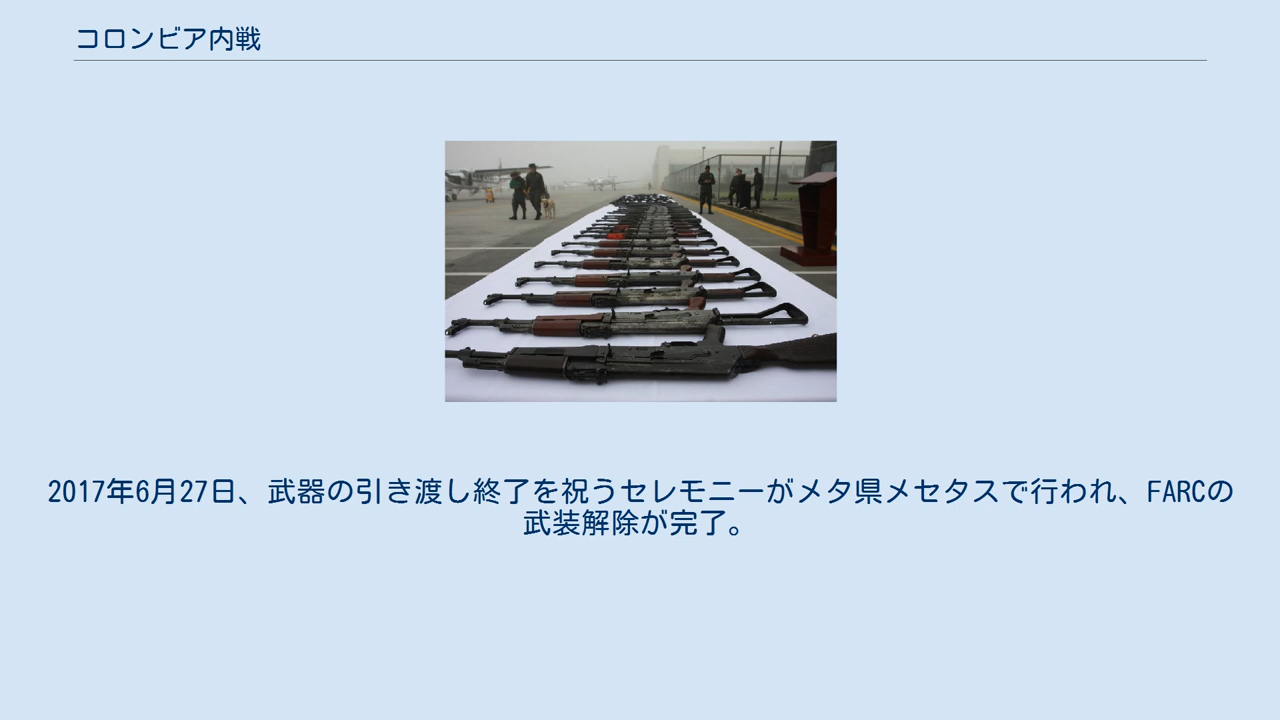 コロンビア内戦
2017年6月27日、武器の引き渡し終了を祝うセレモニーがメタ県メセタスで行われ、FARCの
武装解除が完了。